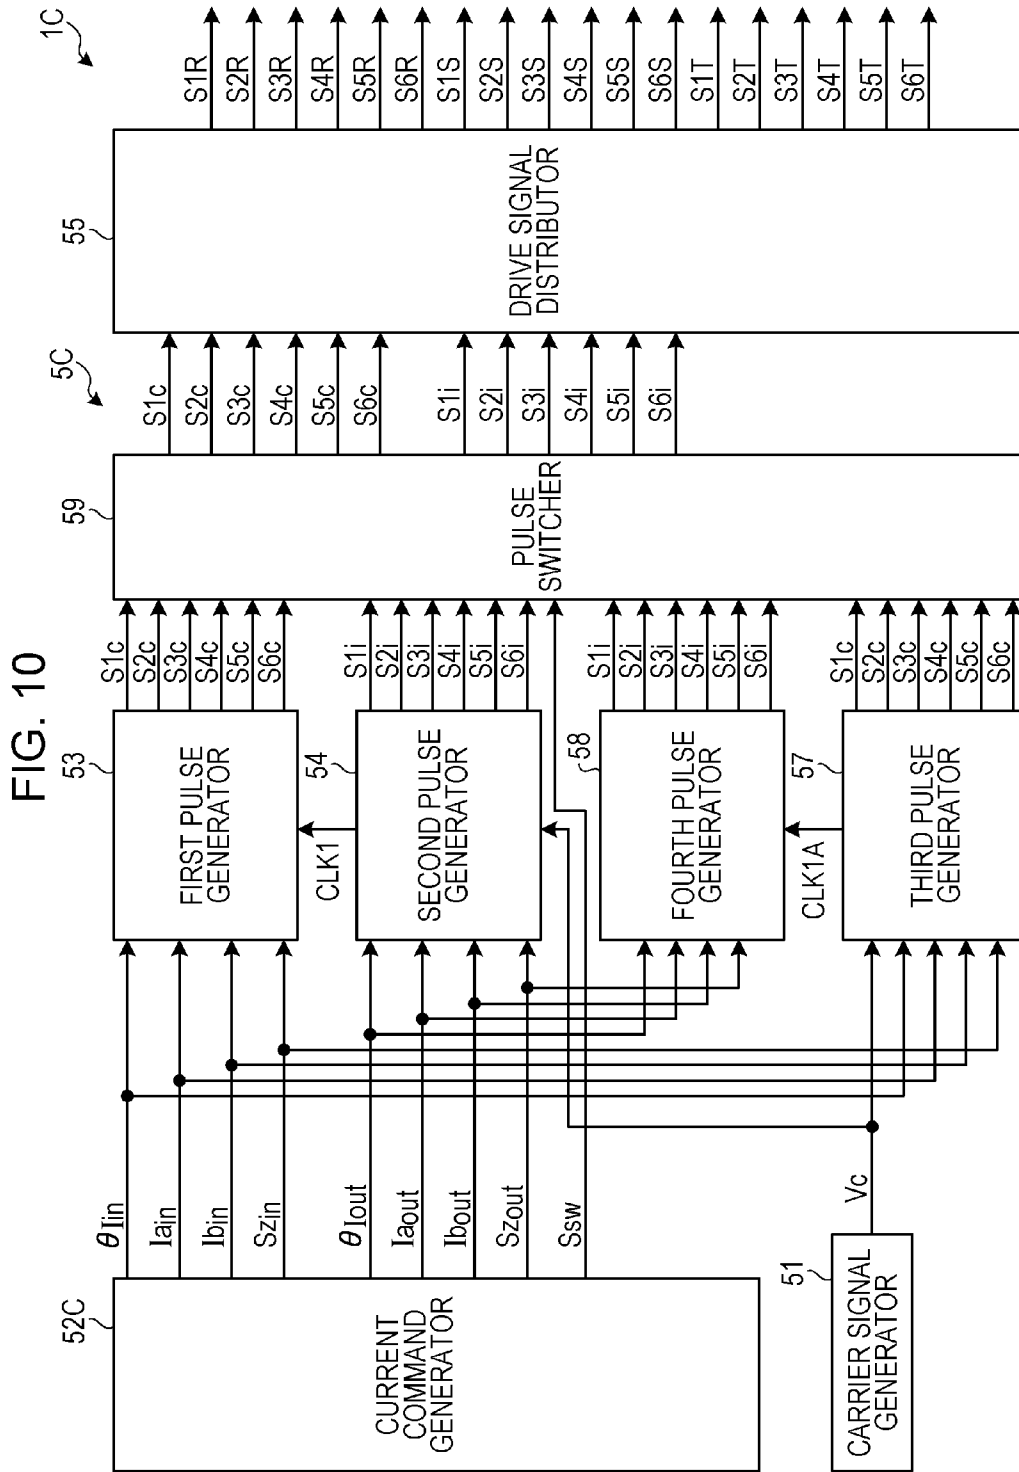 FIG. 10
1C
5C
52C
CURRENT
COMMAND
GENERATOR
51
CARRIER SIGNAL
GENERATOR
θIin
Iain
Ibin
Szin
θIout
Iaout
Ibout
Szout
Ssw
Vc
53
FIRST PULSE
GENERATOR
CLK1
54
SECOND PULSE
GENERATOR
58
FOURTH PULSE
GENERATOR
CLK1A
57
THIRD PULSE
GENERATOR
S1c
S2c
S3c
S4c
S5c
S6c
S1i
S2i
S3i
S4i
S5i
S6i
S1i
S2i
S3i
S4i
S5i
S6i
S1c
S2c
S3c
S4c
S5c
S6c
59
PULSE
SWITCHER
S1c
S2c
S3c
S4c
S5c
S6c
S1i
S2i
S3i
S4i
S5i
S6i
55
DRIVE SIGNAL
DISTRIBUTOR
S1R
S2R
S3R
S4R
S5R
S6R
S1S
S2S
S3S
S4S
S5S
S6S
S1T
S2T
S3T
S4T
S5T
S6T